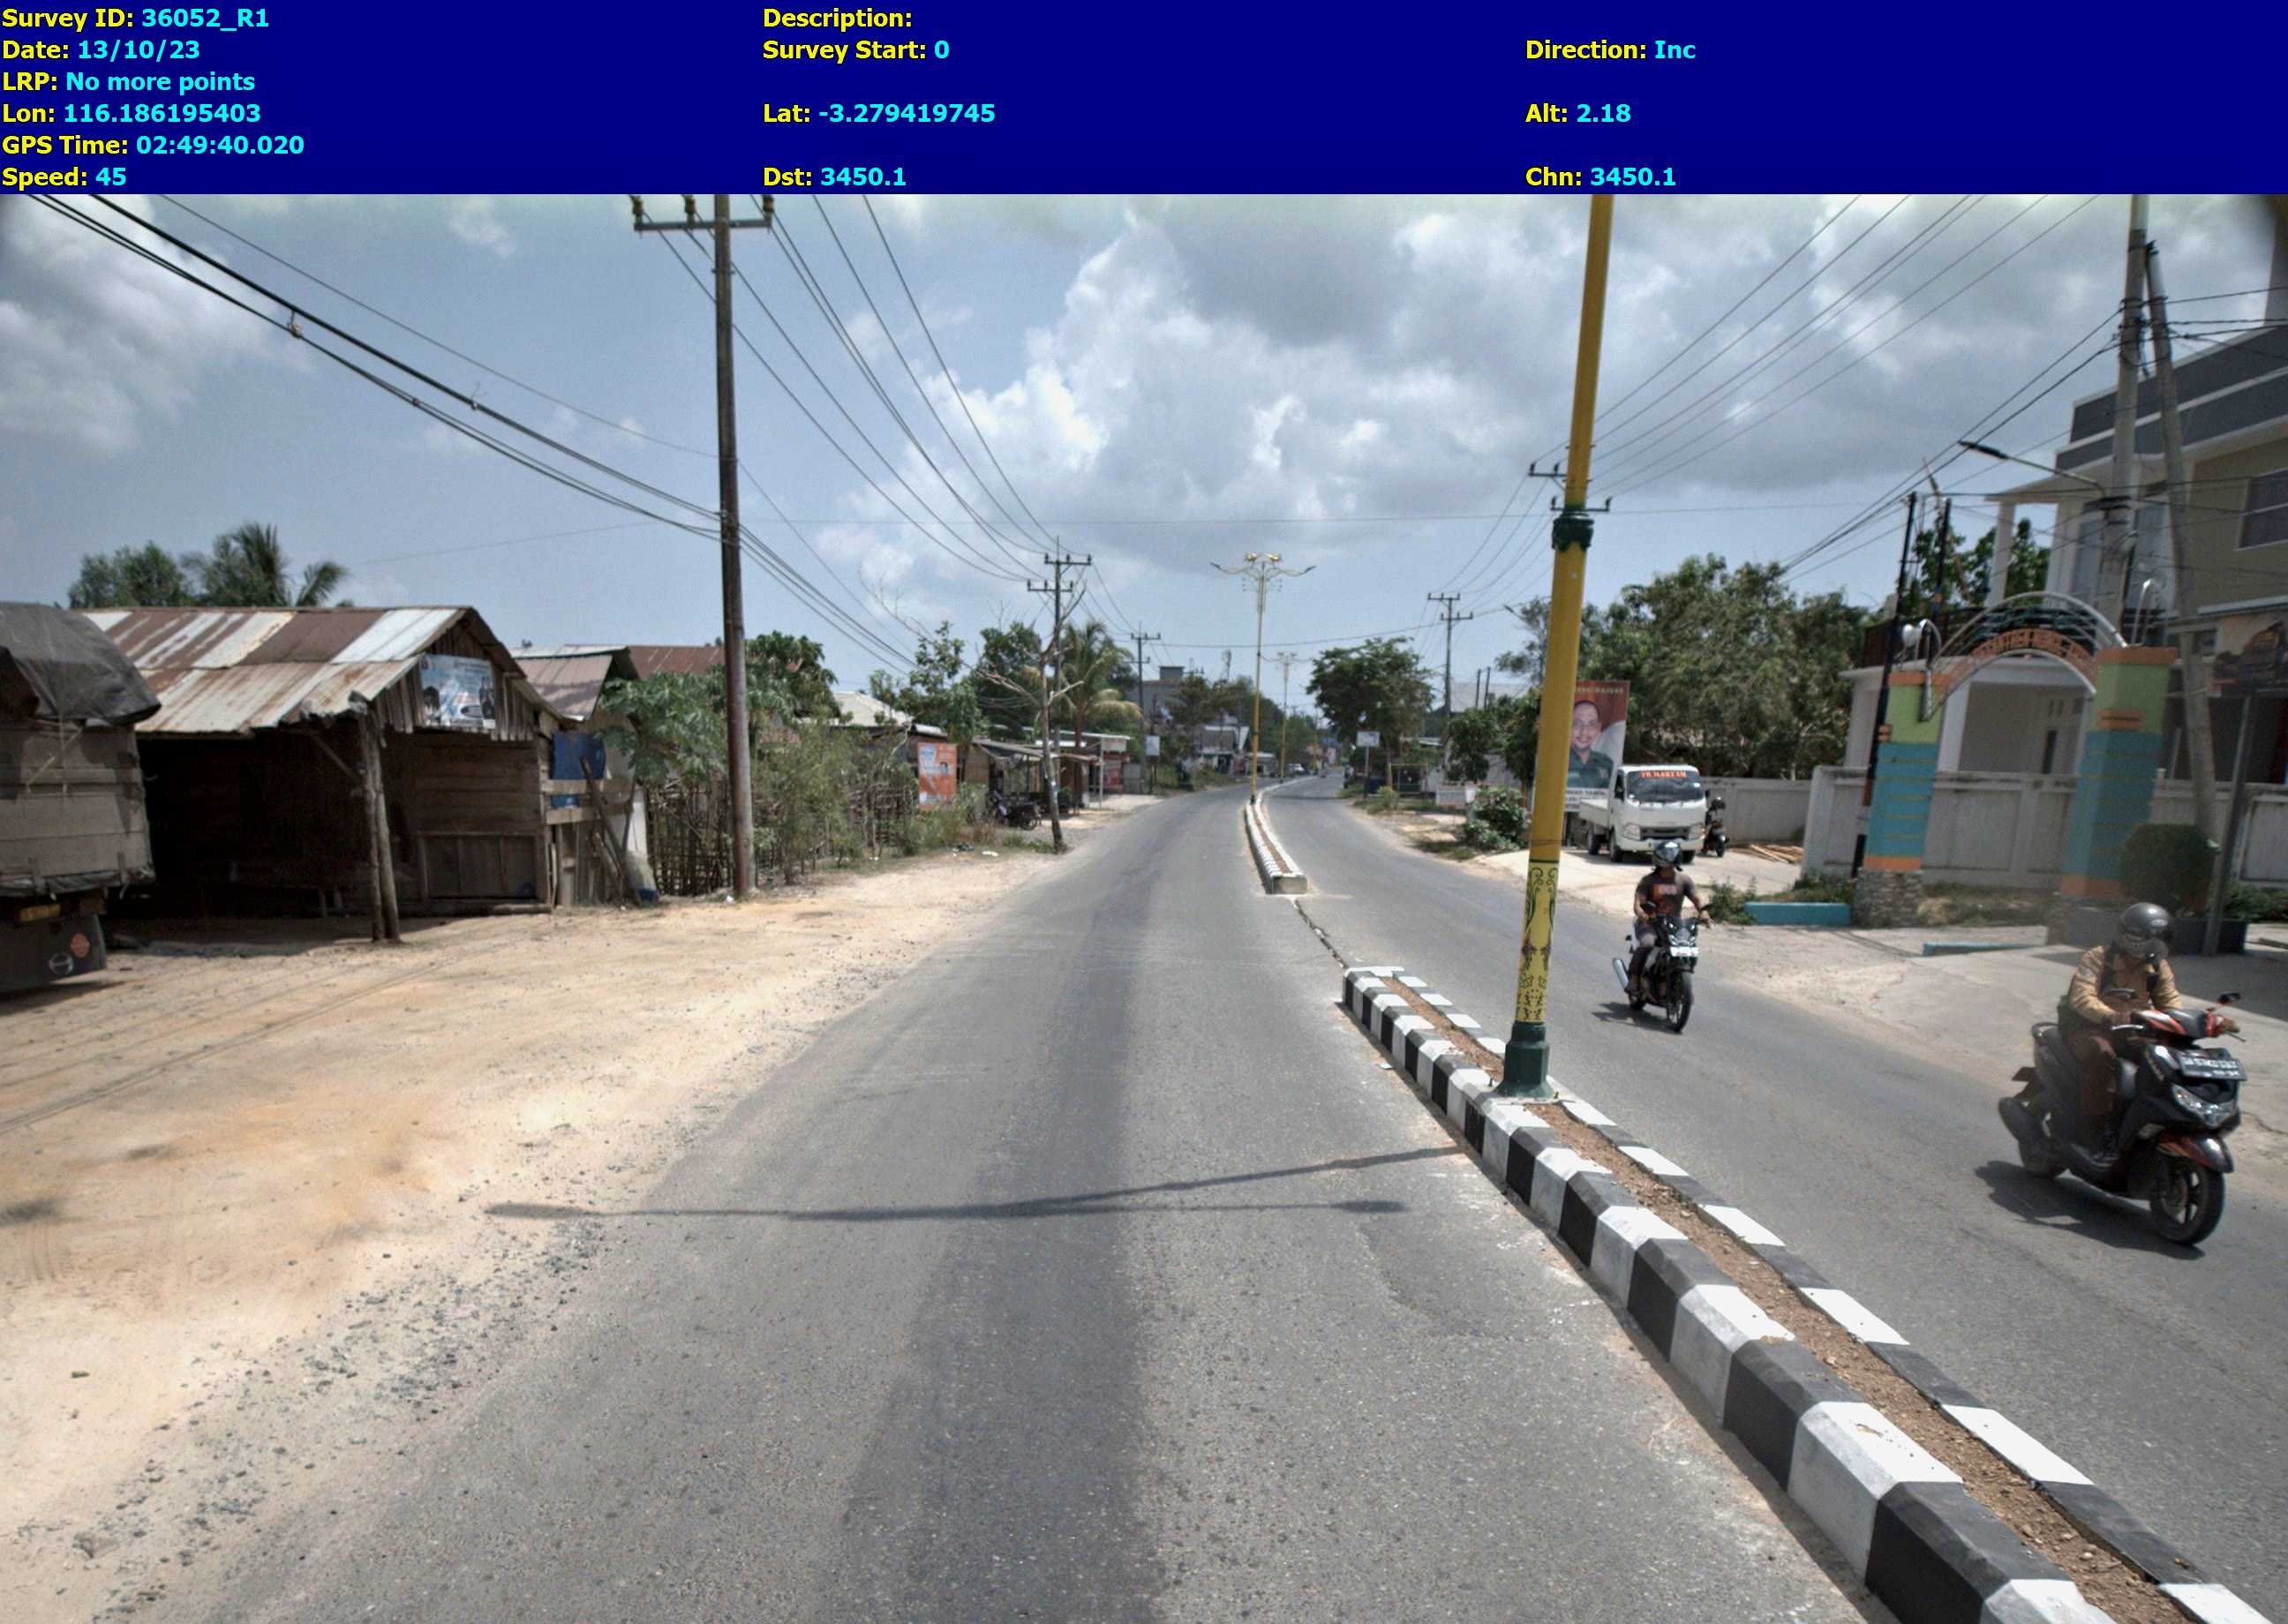 Survey ID: 36052_R1
Description:
Date: 13/10/23
Survey Start: 0
Direction: Inc
LRP: No more points
Lon: 116.186195403
Lat: -3.279419745
Alt: 2.18
GPS Time: 02:49:40.020
Speed: 45
Dst: 3450.1
Chn: 3450.1